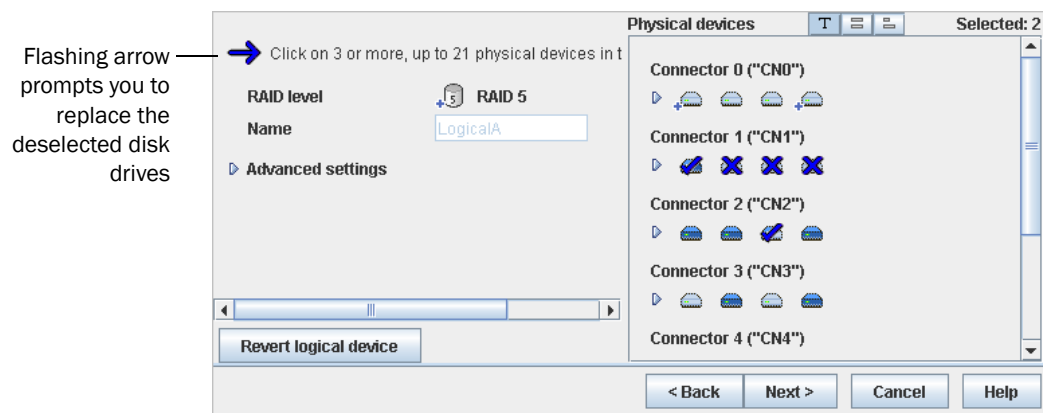 Flashing arrow
prompts you to
replace the
deselected disk
drives
Click on 3 or more, up to 21 physical devices in t
RAID level
5
RAID 5
Name
LogicalA
Advanced settings
Revert logical device
Physical devices
T
Selected: 2
Connector 0 ("CN0")
Connector 1 ("CN1")
Connector 2 ("CN2")
Connector 3 ("CN3")
Connector 4 ("CN4")
< Back
Next >
Cancel
Help